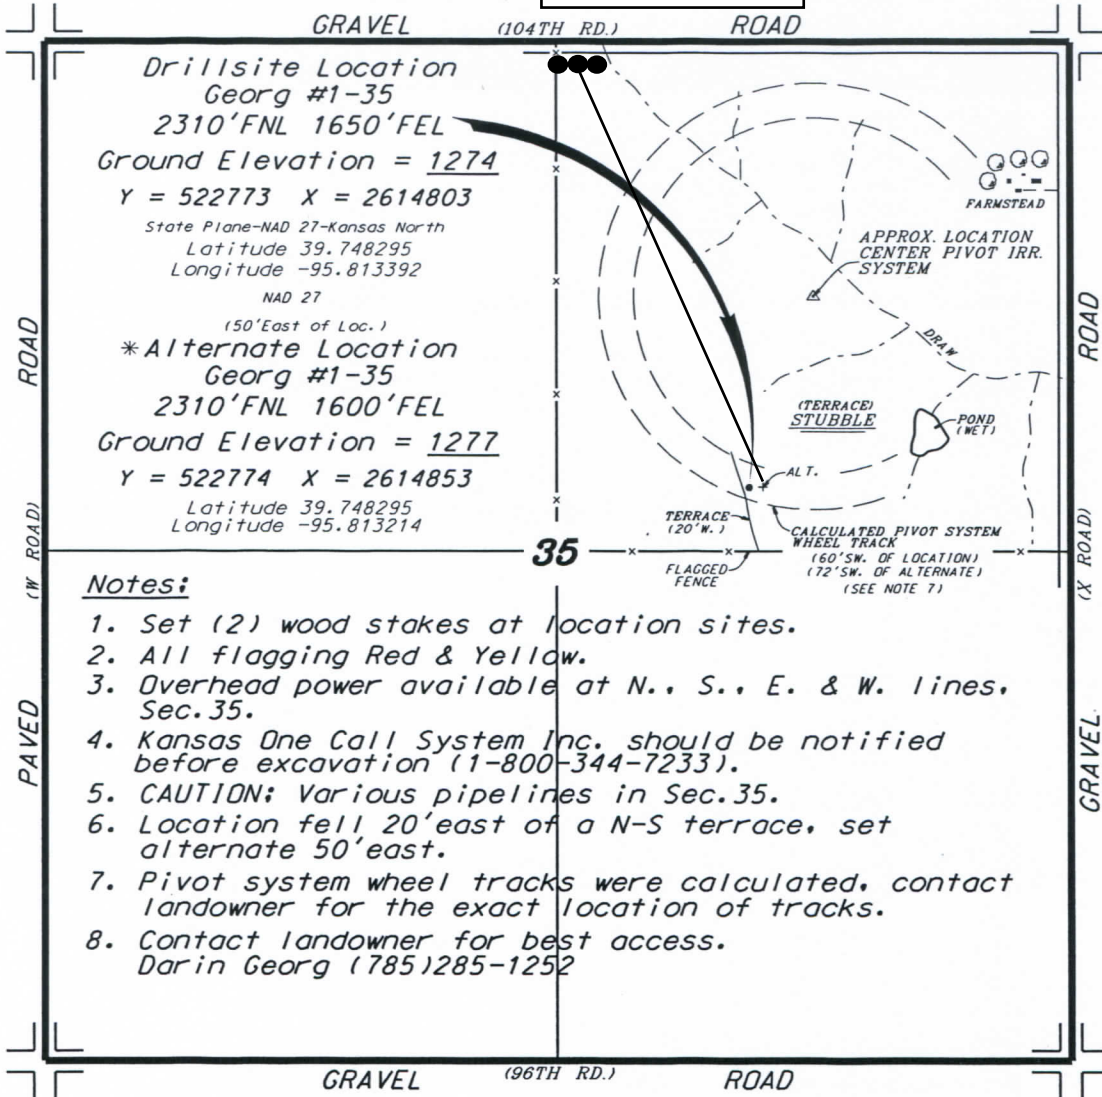 GRAVEL (104TH RD.) ROAD
Drillsite Location
Georg #1-35
2310'FNL 1650'FEL
Ground Elevation = 1274
Y = 522773 X = 2614803
State Plane-NAD 27-Kansas North
Latitude 39.748295
Longitude -95.813392
NAD 27
(50'East of Loc.)
*Alternate Location
Georg #1-35
2310'FNL 1600'FEL
Ground Elevation = 1277
Y = 522774 X = 2614853
Latitude 39.748295
Longitude -95.813214
FARMSTEAD
APPROX. LOCATION
CENTER PIVOT IRR.
SYSTEM
DRAW
(TERRACE)
STUBBLE
POND
(WET)
ALT.
TERRACE
(20'W.)
CALCULATED PIVOT SYSTEM
WHEEL TRACK
(60'SW. OF LOCATION)
(72'SW. OF ALTERNATE)
(SEE NOTE 7)
FLAGGED
FENCE
35
Notes:
1. Set (2) wood stakes at location sites.
2. All flagging Red & Yellow.
3. Overhead power available at N., S., E. & W. lines,
Sec.35.
4. Kansas One Call System Inc. should be notified
before excavation (1-800-344-7233).
5. CAUTION: Various pipelines in Sec.35.
6. Location fell 20'east of a N-S terrace, set
alternate 50'east.
7. Pivot system wheel tracks were calculated, contact
landowner for the exact location of tracks.
8. Contact landowner for best access.
Darin Georg (785)285-1252
PAVED (W ROAD) ROAD
GRAVEL (X ROAD) ROAD
GRAVEL (96TH RD.) ROAD